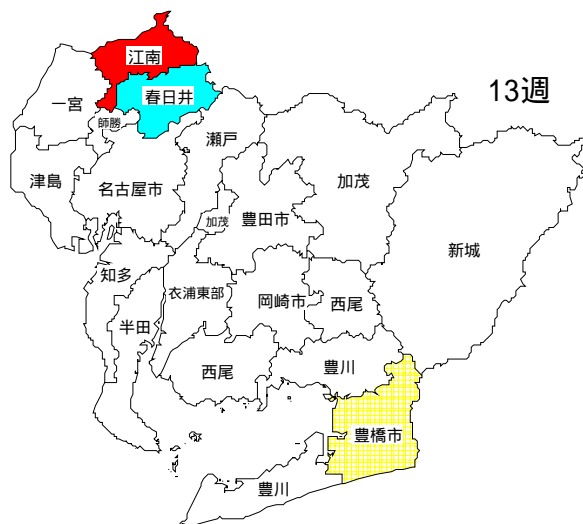 江南
13週
一宮
春日井
師勝
瀬戸
津島
名古屋市
加茂
加茂
豊田市
新城
知多
衣浦東部
岡崎市
西尾
半田
西尾
豊川
豊橋市
豊川